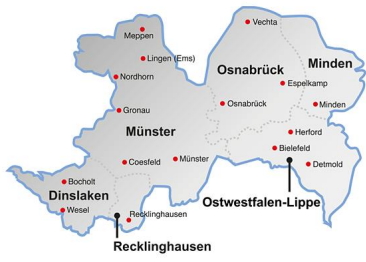 Vechta
Meppen
Lingen (Ems)
Osnabrück
Minden
Nordhorn
Espelkamp
Osnabrück
Minden
Gronau
Münster
Herford
Bielefeld
Coesfeld
Münster
Detmold
Bocholt
Dinslaken
Ostwestfalen-Lippe
Wesel
Recklinghausen
Recklinghausen